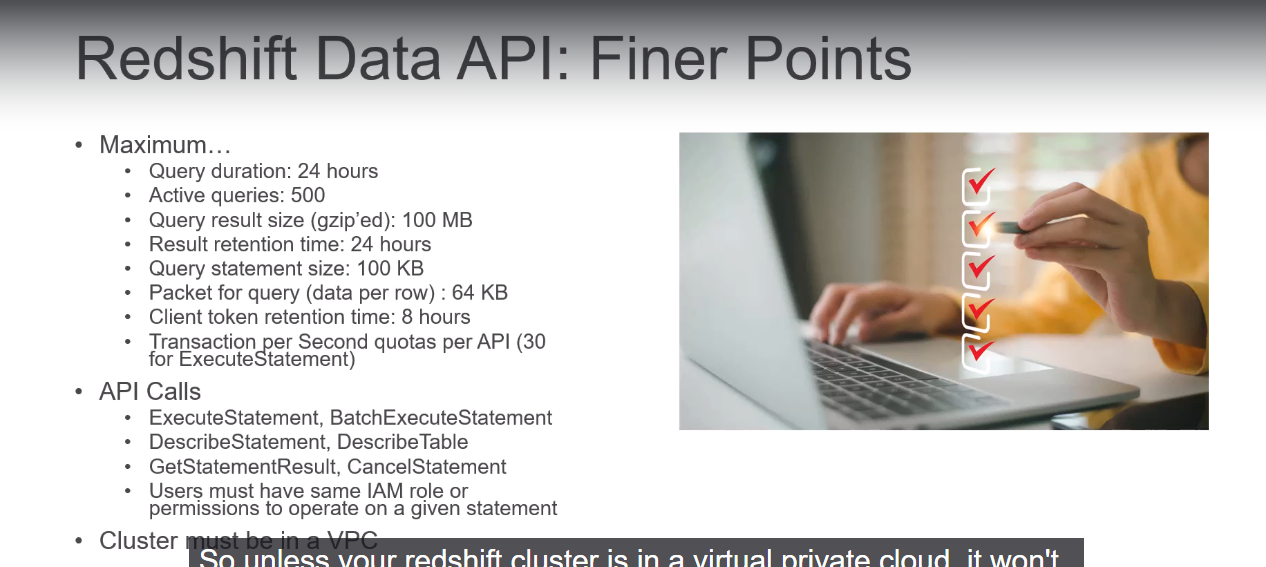 Redshift Data API: Finer Points
• Maximum…
• Query duration: 24 hours
• Active queries: 500
• Query result size (gzip’ed): 100 MB
• Result retention time: 24 hours
• Query statement size: 100 KB
• Packet for query (data per row) : 64 KB
• Client token retention time: 8 hours
• Transaction per Second quotas per API (30
for ExecuteStatement)
• API Calls
• ExecuteStatement, BatchExecuteStatement
• DescribeStatement, DescribeTable
• GetStatementResult, CancelStatement
• Users must have same IAM role or
permissions to operate on a given statement
• Cluster must be in a VPC
So unless your redshift cluster is in a virtual private cloud, it won't